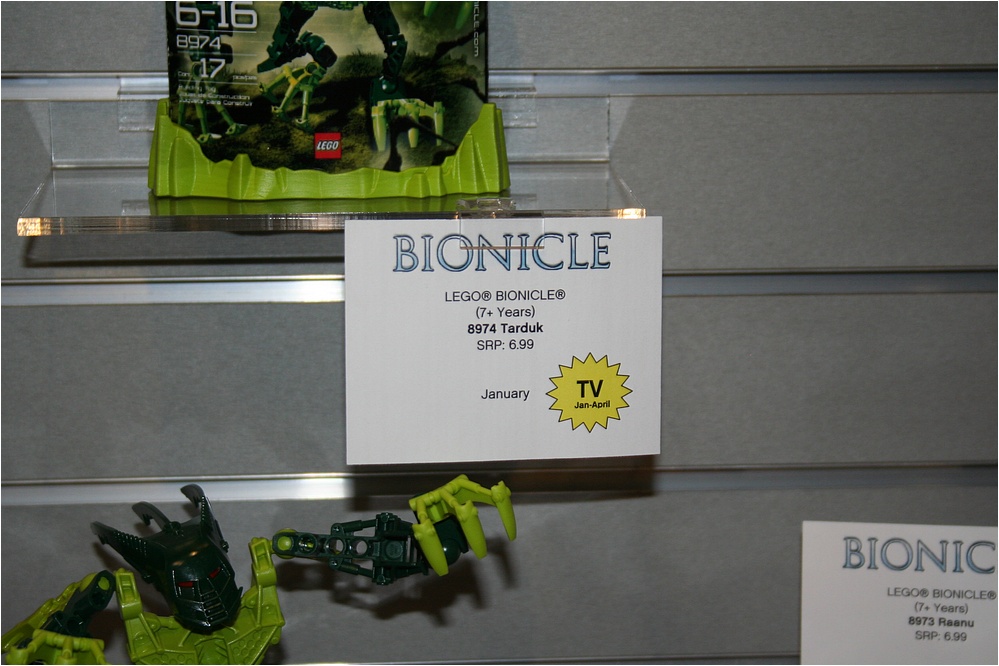 6-16
8974
17
LEGO
BIONICLE
LEGO® BIONICLE®
(7+ Years)
8974 Tarduk
SRP: 6.99
January
TV
Jan-April
BIONIC
LEGO® BIONICLE®
(7+ Years)
8973 Raanu
SRP: 6.99